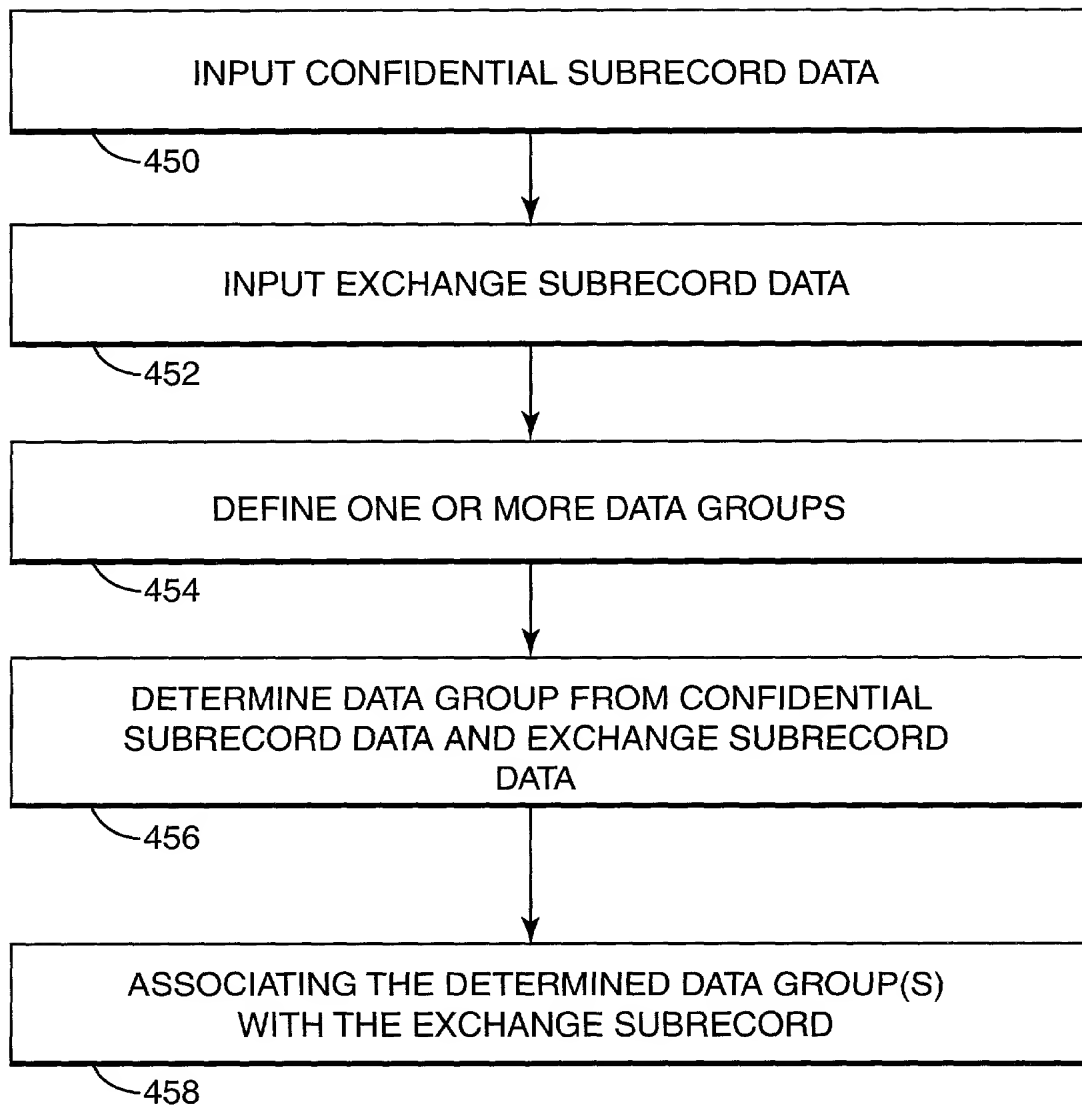 INPUT CONFIDENTIAL SUBRECORD DATA
450
INPUT EXCHANGE SUBRECORD DATA
452
DEFINE ONE OR MORE DATA GROUPS
454
DETERMINE DATA GROUP FROM CONFIDENTIAL
SUBRECORD DATA AND EXCHANGE SUBRECORD
DATA
456
ASSOCIATING THE DETERMINED DATA GROUP(S)
WITH THE EXCHANGE SUBRECORD
458